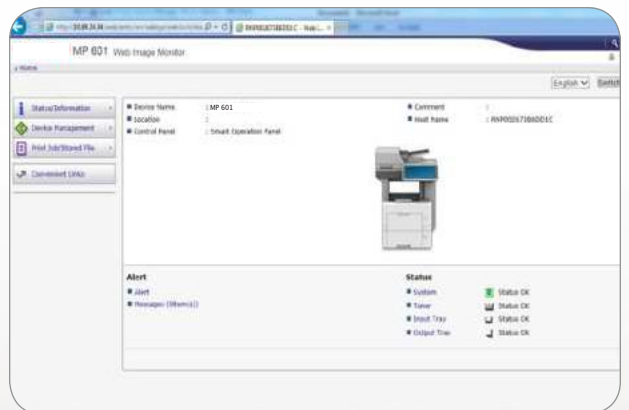 MP 601 Web Image Monitor
Home
English
Status/Information
Device Management
Print Job/Stored File
Convenient Links
Device Name : MP 601
Location :
Control Panel : Smart Operation Panel
Comment :
Host Name :
Alert
Alert
Messages
Status
System Status OK
Toner Status OK
Input Tray Status OK
Output Tray Status OK